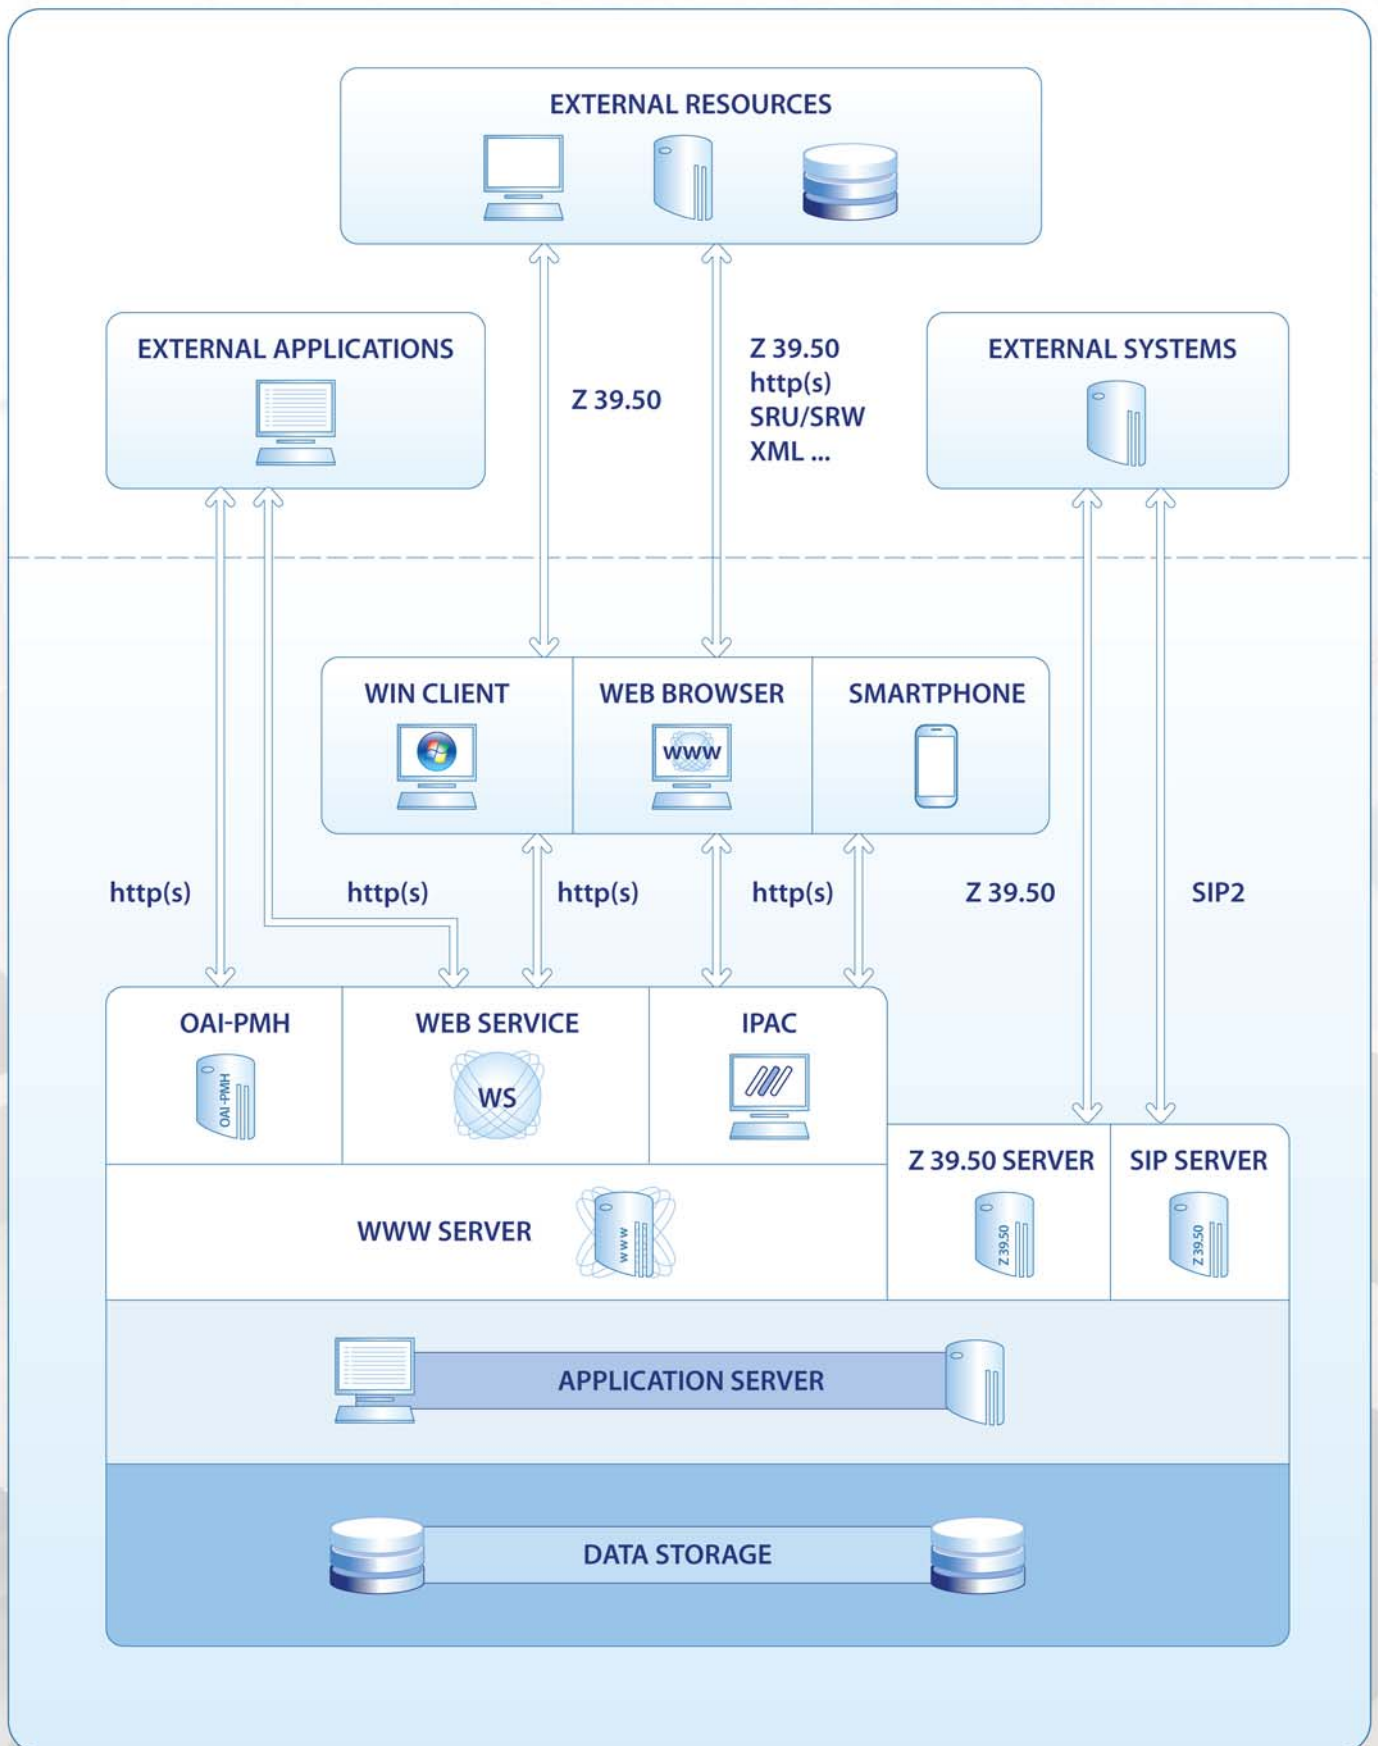 EXTERNAL RESOURCES
EXTERNAL APPLICATIONS
Z 39.50
Z 39.50
http(s)
SRU/SRW
XML ...
EXTERNAL SYSTEMS
WIN CLIENT
WEB BROWSER
SMARTPHONE
WWW
http(s)
http(s)
http(s)
http(s)
Z 39.50
SIP2
OAI-PMH
WEB SERVICE
IPAC
OAI-PMH
WS
Z 39.50 SERVER
SIP SERVER
WWW SERVER
WWW
Z 39.50
Z 39.50
APPLICATION SERVER
DATA STORAGE